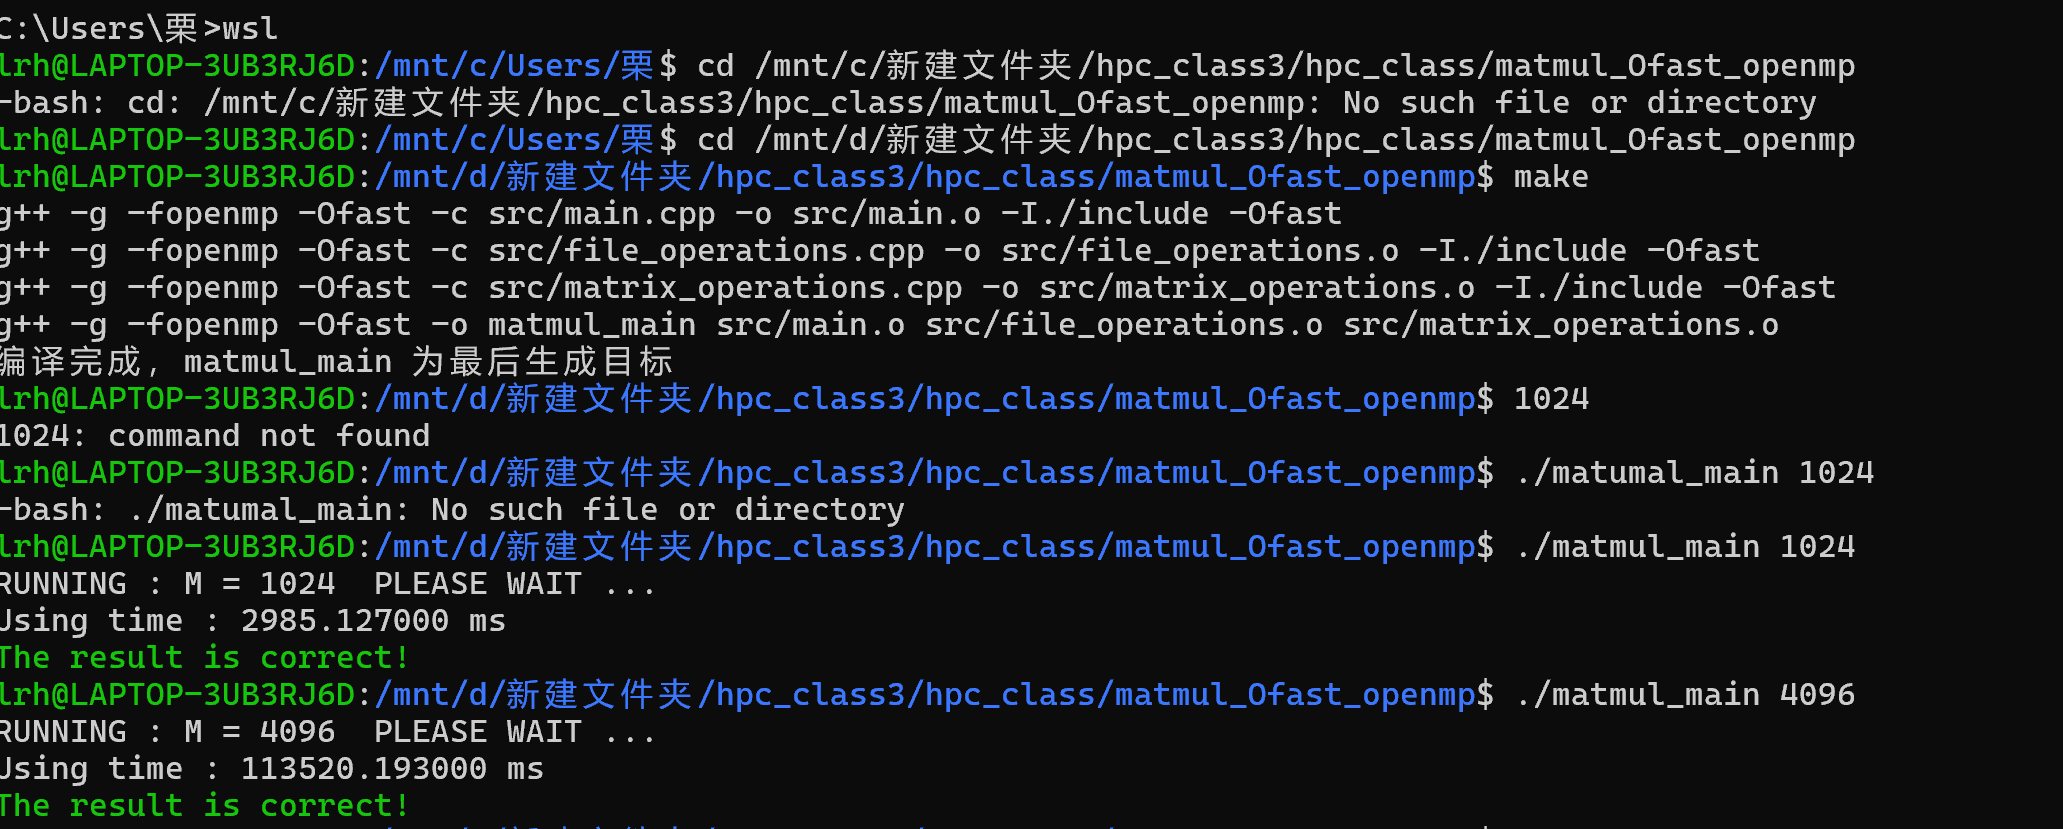 C:\Users\栗>wsl
lrh@LAPTOP-3UB3RJ6D:/mnt/c/Users/栗$ cd /mnt/c/新建文件夹/hpc_class3/hpc_class/matmul_Ofast_openmp
-bash: cd: /mnt/c/新建文件夹/hpc_class3/hpc_class/matmul_Ofast_openmp: No such file or directory
lrh@LAPTOP-3UB3RJ6D:/mnt/c/Users/栗$ cd /mnt/d/新建文件夹/hpc_class3/hpc_class/matmul_Ofast_openmp
lrh@LAPTOP-3UB3RJ6D:/mnt/d/新建文件夹/hpc_class3/hpc_class/matmul_Ofast_openmp$ make
g++ -g -fopenmp -Ofast -c src/main.cpp -o src/main.o -I./include -Ofast
g++ -g -fopenmp -Ofast -c src/file_operations.cpp -o src/file_operations.o -I./include -Ofast
g++ -g -fopenmp -Ofast -c src/matrix_operations.cpp -o src/matrix_operations.o -I./include -Ofast
g++ -g -fopenmp -Ofast -o matmul_main src/main.o src/file_operations.o src/matrix_operations.o
编译完成，matmul_main 为最后生成目标
lrh@LAPTOP-3UB3RJ6D:/mnt/d/新建文件夹/hpc_class3/hpc_class/matmul_Ofast_openmp$ 1024
1024: command not found
lrh@LAPTOP-3UB3RJ6D:/mnt/d/新建文件夹/hpc_class3/hpc_class/matmul_Ofast_openmp$ ./matumal_main 1024
-bash: ./matumal_main: No such file or directory
lrh@LAPTOP-3UB3RJ6D:/mnt/d/新建文件夹/hpc_class3/hpc_class/matmul_Ofast_openmp$ ./matmul_main 1024
RUNNING : M = 1024  PLEASE WAIT ...
Using time : 2985.127000 ms
The result is correct!
lrh@LAPTOP-3UB3RJ6D:/mnt/d/新建文件夹/hpc_class3/hpc_class/matmul_Ofast_openmp$ ./matmul_main 4096
RUNNING : M = 4096  PLEASE WAIT ...
Using time : 113520.193000 ms
The result is correct!